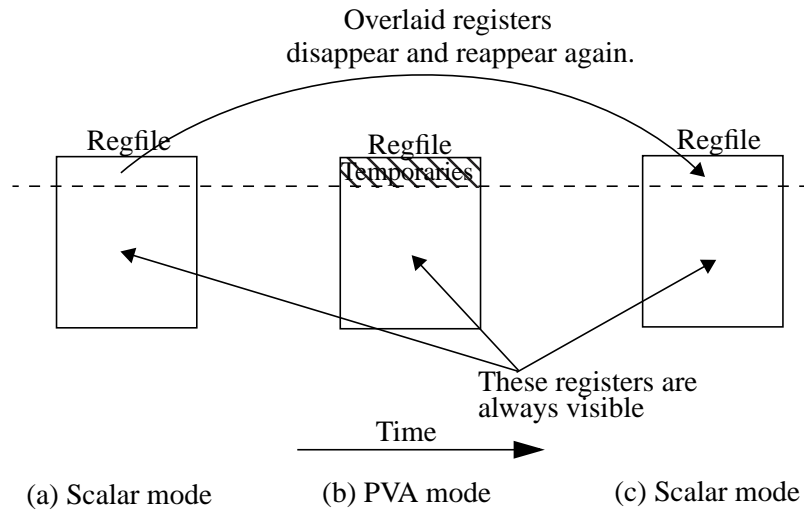 Overlaid registers
disappear and reappear again.
Regfile
Regfile
Regfile
Temporaries
These registers are
always visible
Time
(a) Scalar mode
(b) PVA mode
(c) Scalar mode